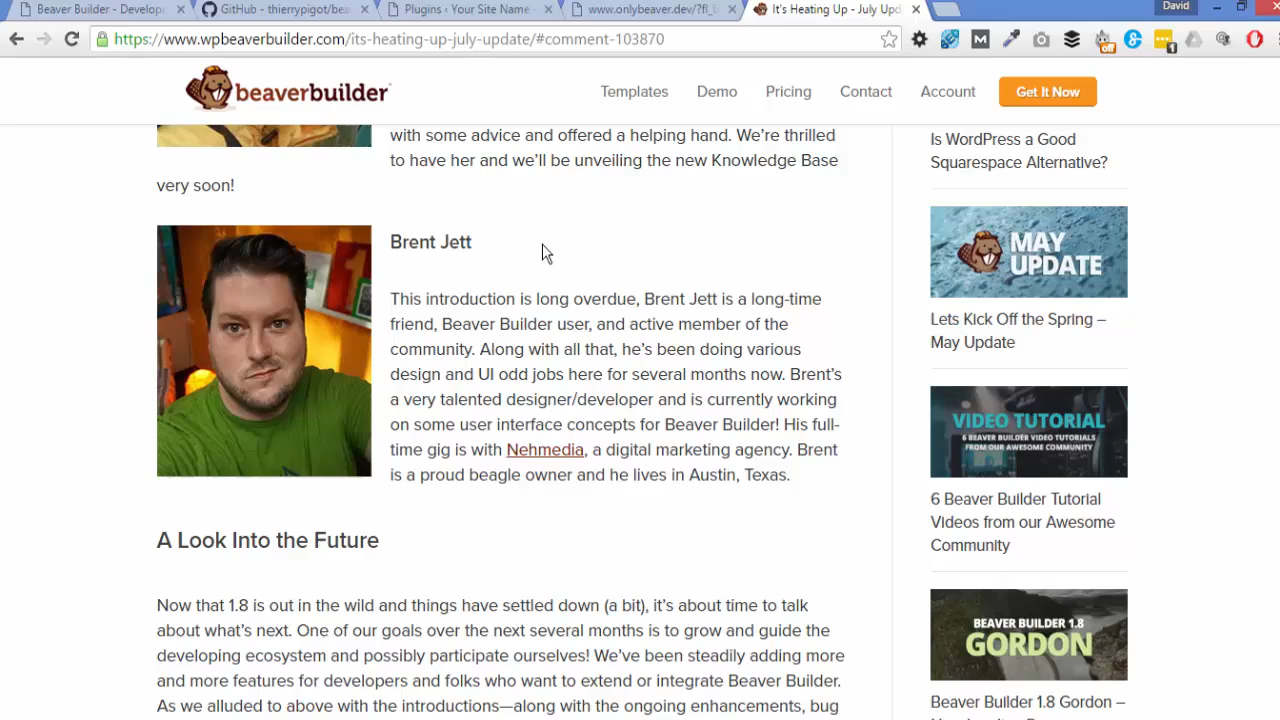 Beaver Builder - Develop
GitHub - thierrypigot/bea
Plugins ‹ Your Site Name –
www.onlybeaver.dev/?fl_
It's Heating Up - July Upd
David
https://www.wpbeaverbuilder.com/its-heating-up-july-update/#comment-103870
off
1
beaverbuilder
Templates
Demo
Pricing
Contact
Account
Get It Now
with some advice and offered a helping hand. We're thrilled
to have her and we'll be unveiling the new Knowledge Base
very soon!
Brent Jett
This introduction is long overdue, Brent Jett is a long-time
friend, Beaver Builder user, and active member of the
community. Along with all that, he's been doing various
design and UI odd jobs here for several months now. Brent's
a very talented designer/developer and is currently working
on some user interface concepts for Beaver Builder! His full-
time gig is with Nehmedia, a digital marketing agency. Brent
is a proud beagle owner and he lives in Austin, Texas.
A Look Into the Future
Now that 1.8 is out in the wild and things have settled down (a bit), it's about time to talk
about what's next. One of our goals over the next several months is to grow and guide the
developing ecosystem and possibly participate ourselves! We've been steadily adding more
and more features for developers and folks who want to extend or integrate Beaver Builder.
As we alluded to above with the introductions—along with the ongoing enhancements, bug
Is WordPress a Good
Squarespace Alternative?
MAY
UPDATE
Lets Kick Off the Spring –
May Update
VIDEO TUTORIAL
6 BEAVER BUILDER VIDEO TUTORIALS
FROM OUR AWESOME COMMUNITY
6 Beaver Builder Tutorial
Videos from our Awesome
Community
BEAVER BUILDER 1.8
GORDON
Beaver Builder 1.8 Gordon –